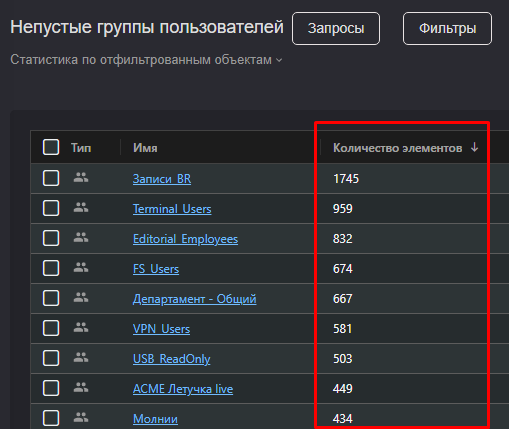 Непустые группы пользователей Запросы Фильтры
Статистика по отфильтрованным объектам
Тип Имя Количество элементов
Записи_BR 1745
Terminal_Users 959
Editorial_Employees 832
FS_Users 674
Департамент - Общий 667
VPN_Users 581
USB_ReadOnly 503
ACME Летучка live 449
Молнии 434